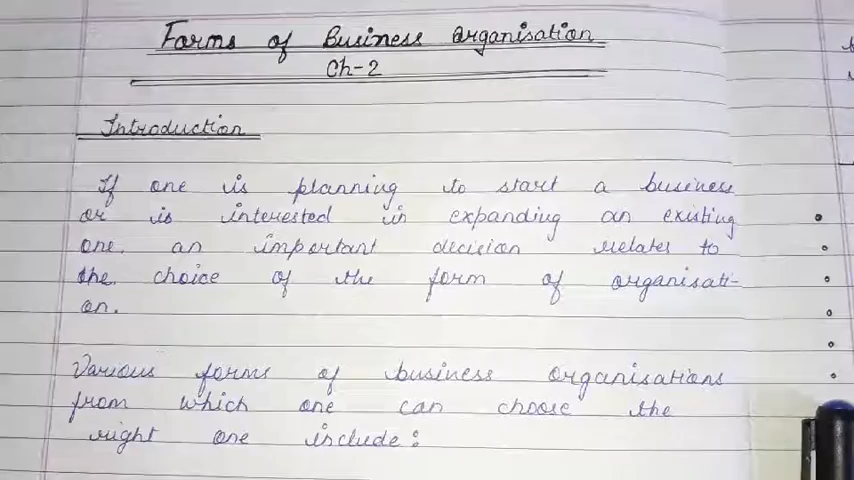 Forms of Business Organisation
Ch-2
Introduction
If one is planning to start a business
or is interested in expanding an existing
one, an important decision relates to
the choice of the form of organisati-
on.
Various forms of business organisations
from which one can choose the
right one include: